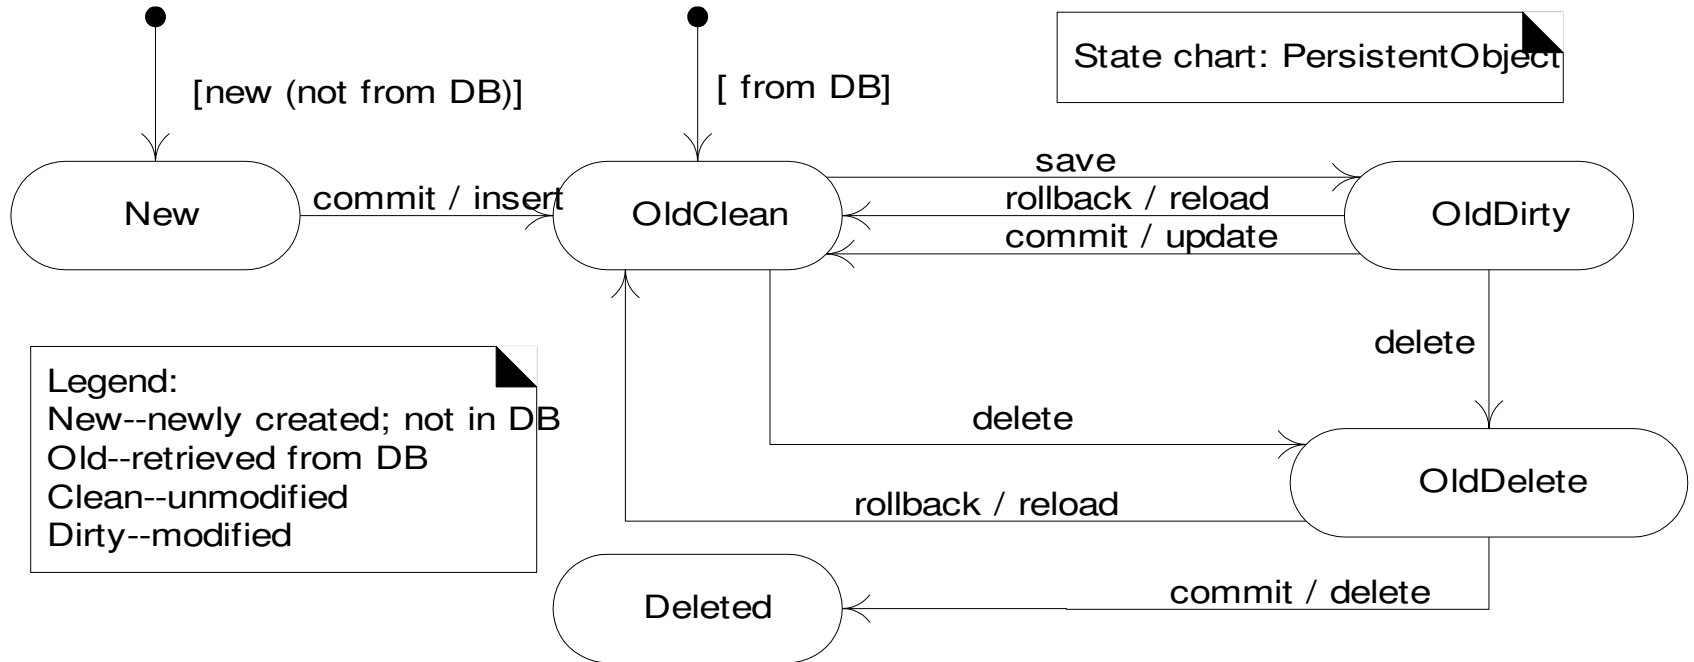 [new (not from DB)]
[ from DB]
State chart: PersistentObject
New
commit / insert
OldClean
save
rollback / reload
commit / update
OldDirty
delete
Legend:
New--newly created; not in DB
Old--retrieved from DB
Clean--unmodified
Dirty--modified
delete
OldDelete
rollback / reload
Deleted
commit / delete